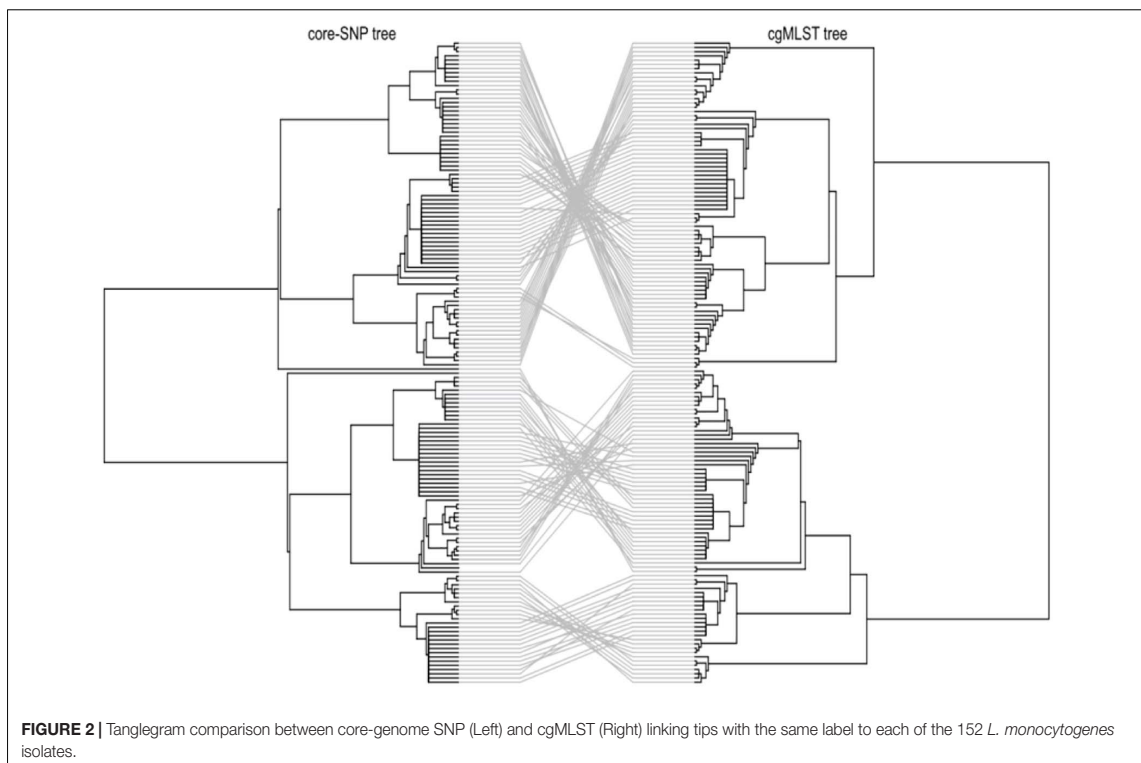 core-SNP tree
cgMLST tree
FIGURE 2 | Tanglegram comparison between core-genome SNP (Left) and cgMLST (Right) linking tips with the same label to each of the 152 L. monocytogenes
isolates.